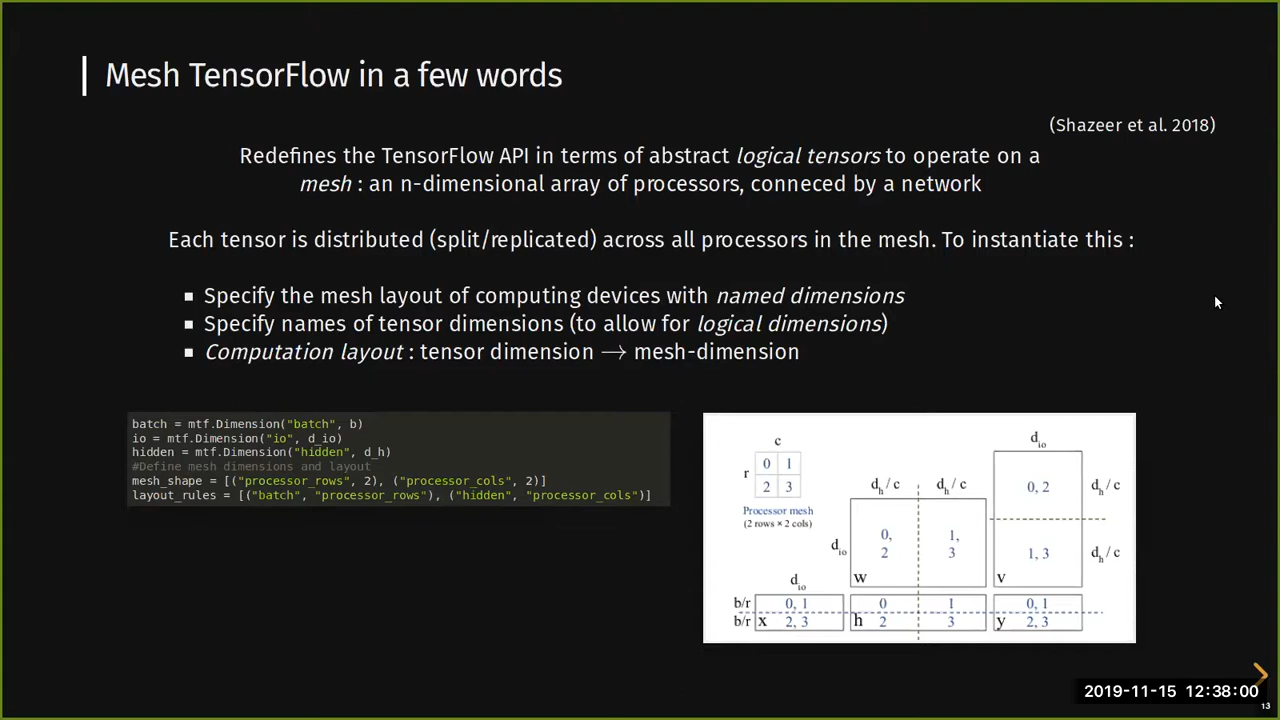 Mesh TensorFlow in a few words
(Shazeer et al. 2018)
Redefines the TensorFlow API in terms of abstract logical tensors to operate on a
mesh : an n-dimensional array of processors, conneced by a network
Each tensor is distributed (split/replicated) across all processors in the mesh. To instantiate this :
▪ Specify the mesh layout of computing devices with named dimensions
▪ Specify names of tensor dimensions (to allow for logical dimensions)
▪ Computation layout : tensor dimension → mesh-dimension
batch = mtf.Dimension("batch", b)
io = mtf.Dimension("io", d_io)
hidden = mtf.Dimension("hidden", d_h)
#Define mesh dimensions and layout
mesh_shape = [("processor_rows", 2), ("processor_cols", 2)]
layout_rules = [("batch", "processor_rows"), ("hidden", "processor_cols")]
c
r
0 1
2 3
Processor mesh
(2 rows × 2 cols)
d_h/c d_h/c
d_io
0, 1,
2 3
w
d_io
0, 2 d_h/c
1, 3 d_h/c
v
d_io
b/r 0, 1 0 1 0, 1
b/r x 2, 3 h 2 3 y 2, 3
2019-11-15 12:38:00
13